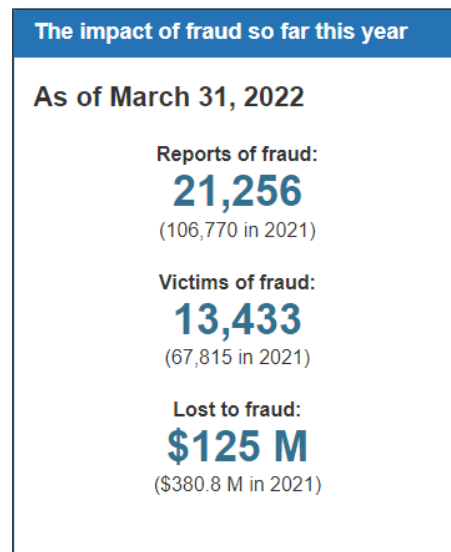 The impact of fraud so far this year
As of March 31, 2022
Reports of fraud:
21,256
(106,770 in 2021)
Victims of fraud:
13,433
(67,815 in 2021)
Lost to fraud:
$125 M
($380.8 M in 2021)